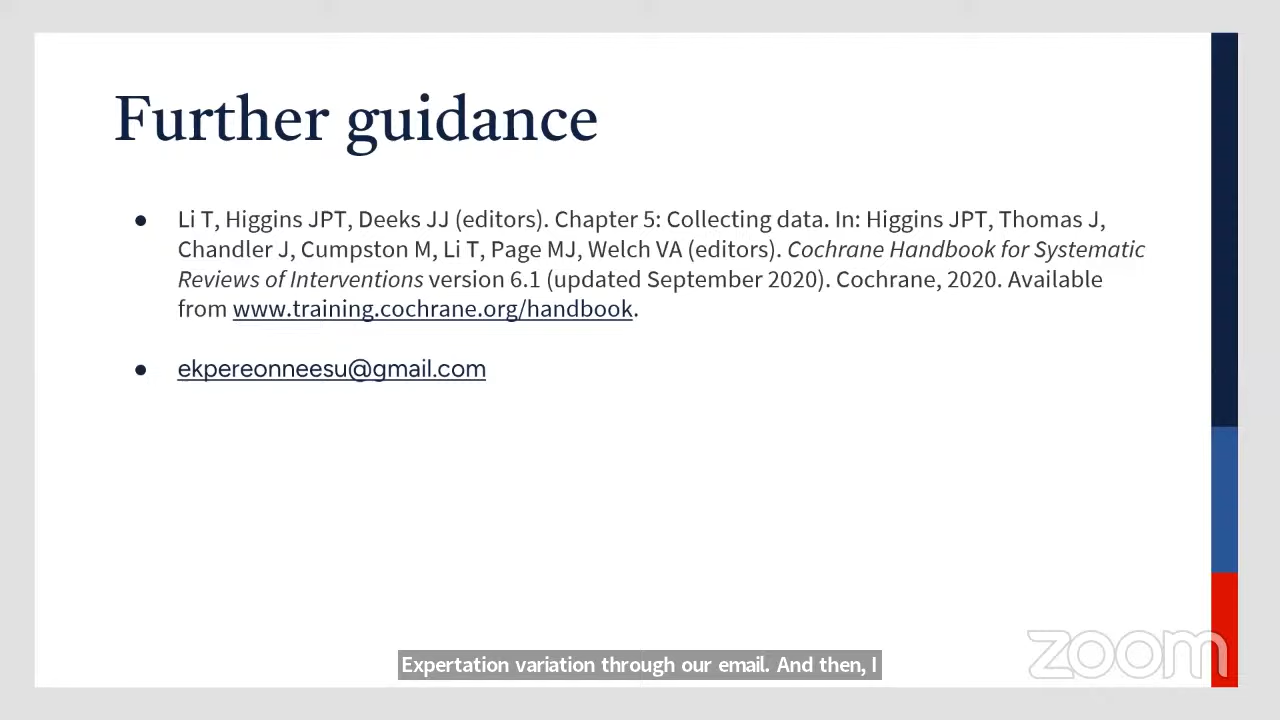 Further guidance
● Li T, Higgins JPT, Deeks JJ (editors). Chapter 5: Collecting data. In: Higgins JPT, Thomas J,
Chandler J, Cumpston M, Li T, Page MJ, Welch VA (editors). Cochrane Handbook for Systematic
Reviews of Interventions version 6.1 (updated September 2020). Cochrane, 2020. Available
from www.training.cochrane.org/handbook.
● ekpereonneesu@gmail.com
Expertation variation through our email. And then, I
zoom